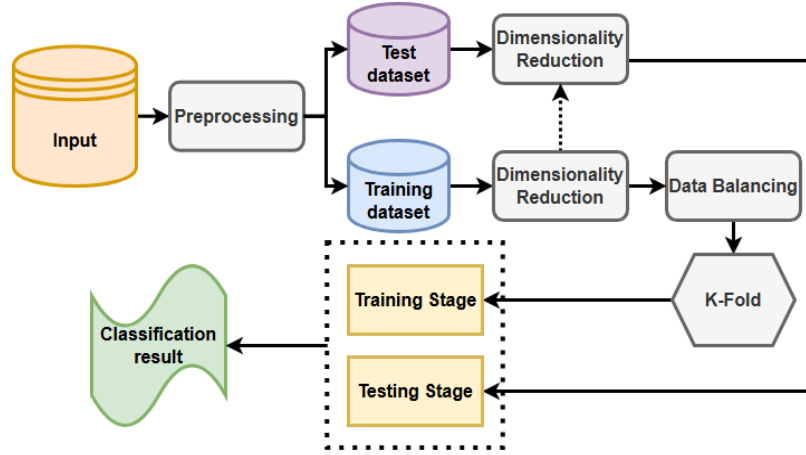 Input
Preprocessing
Test
dataset
Dimensionality
Reduction
Training
dataset
Dimensionality
Reduction
Data Balancing
K-Fold
Training Stage
Testing Stage
Classification
result